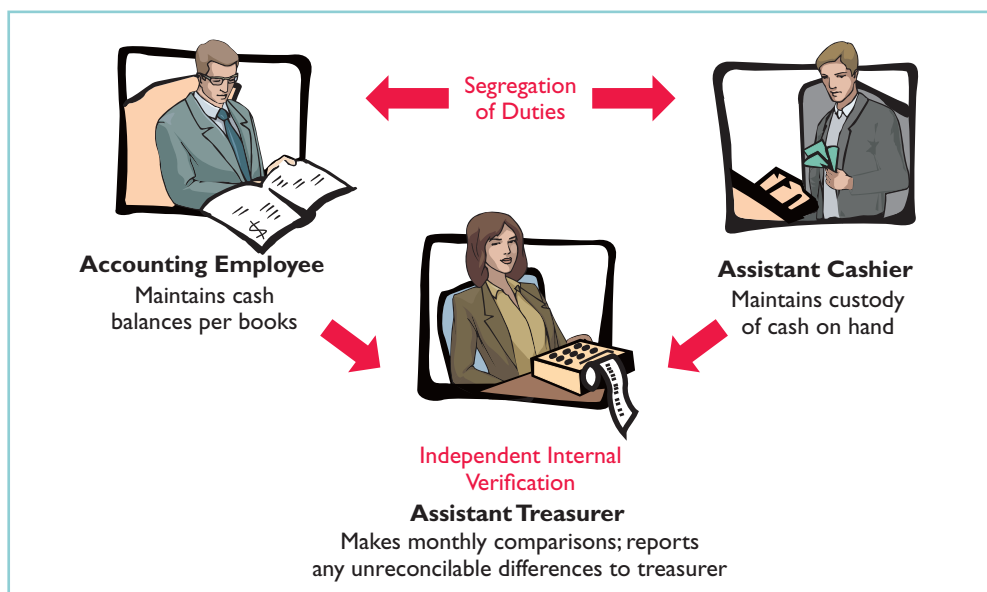 Segregation
of Duties
Accounting Employee
Maintains cash
balances per books
Assistant Cashier
Maintains custody
of cash on hand
Independent Internal
Verification
Assistant Treasurer
Makes monthly comparisons; reports
any unreconcilable differences to treasurer